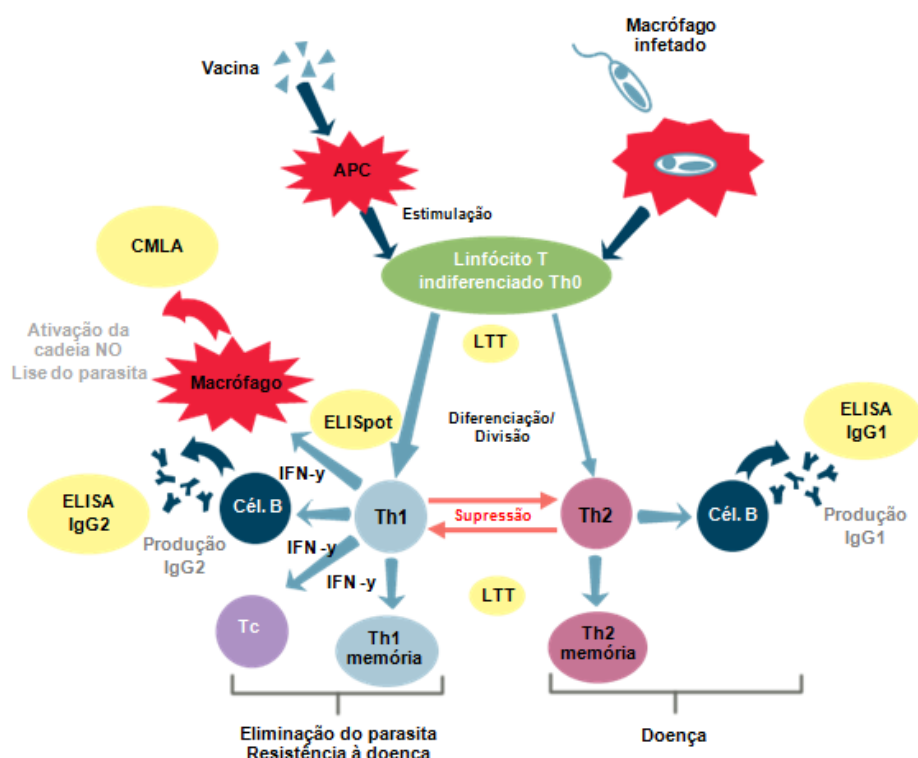 Macrófago
infetado
Vacina
APC
Estimulação
CMLA
Linfócito T
indiferenciado Th0
Ativação da
cadeia NO
Lise do parasita
LTT
Macrófago
ELISpot
Diferenciação/
Divisão
ELISA
IgG1
IFN-y
ELISA
IgG2
Cél. B
Th1
Supressão
Th2
Cél. B
Produção
IgG2
Produção
IgG1
IFN -y
IFN -y
LTT
Tc
Th1
memória
Th2
memória
Eliminação do parasita
Resistência à doença
Doença